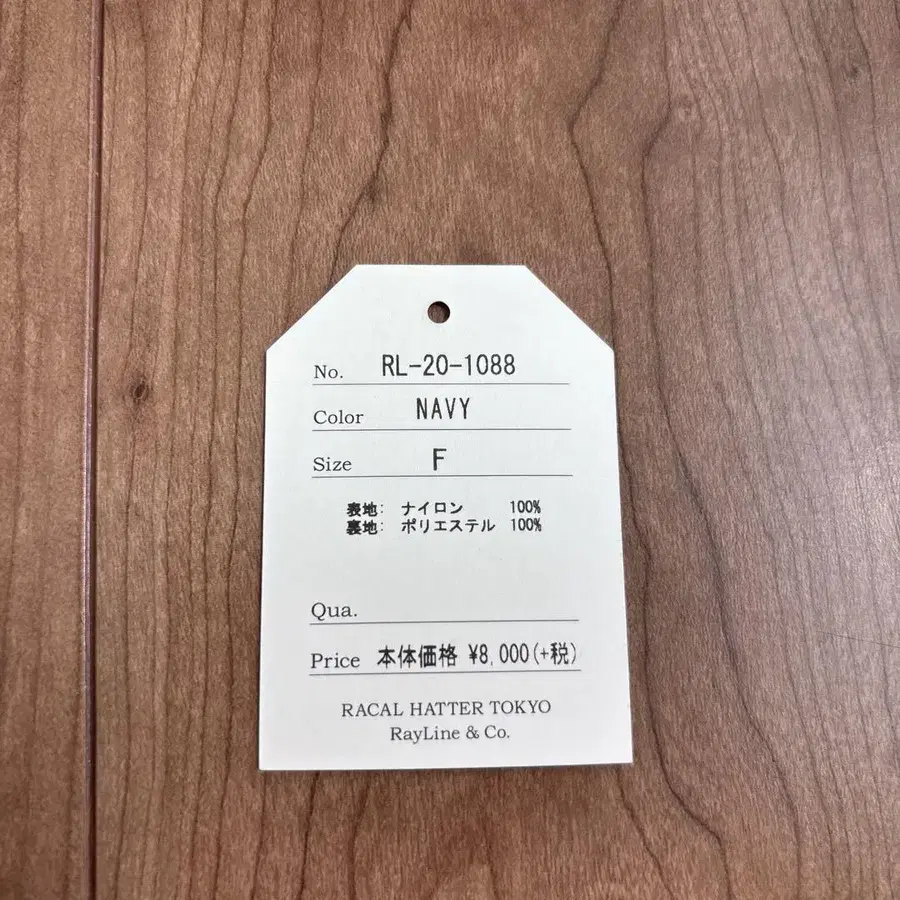 No. RL-20-1088
Color NAVY
Size F
表地: ナイロン 100%
裏地: ポリエステル 100%
Qua.
Price 本体価格 ¥8,000(+税)
RACAL HATTER TOKYO
RayLine & Co.